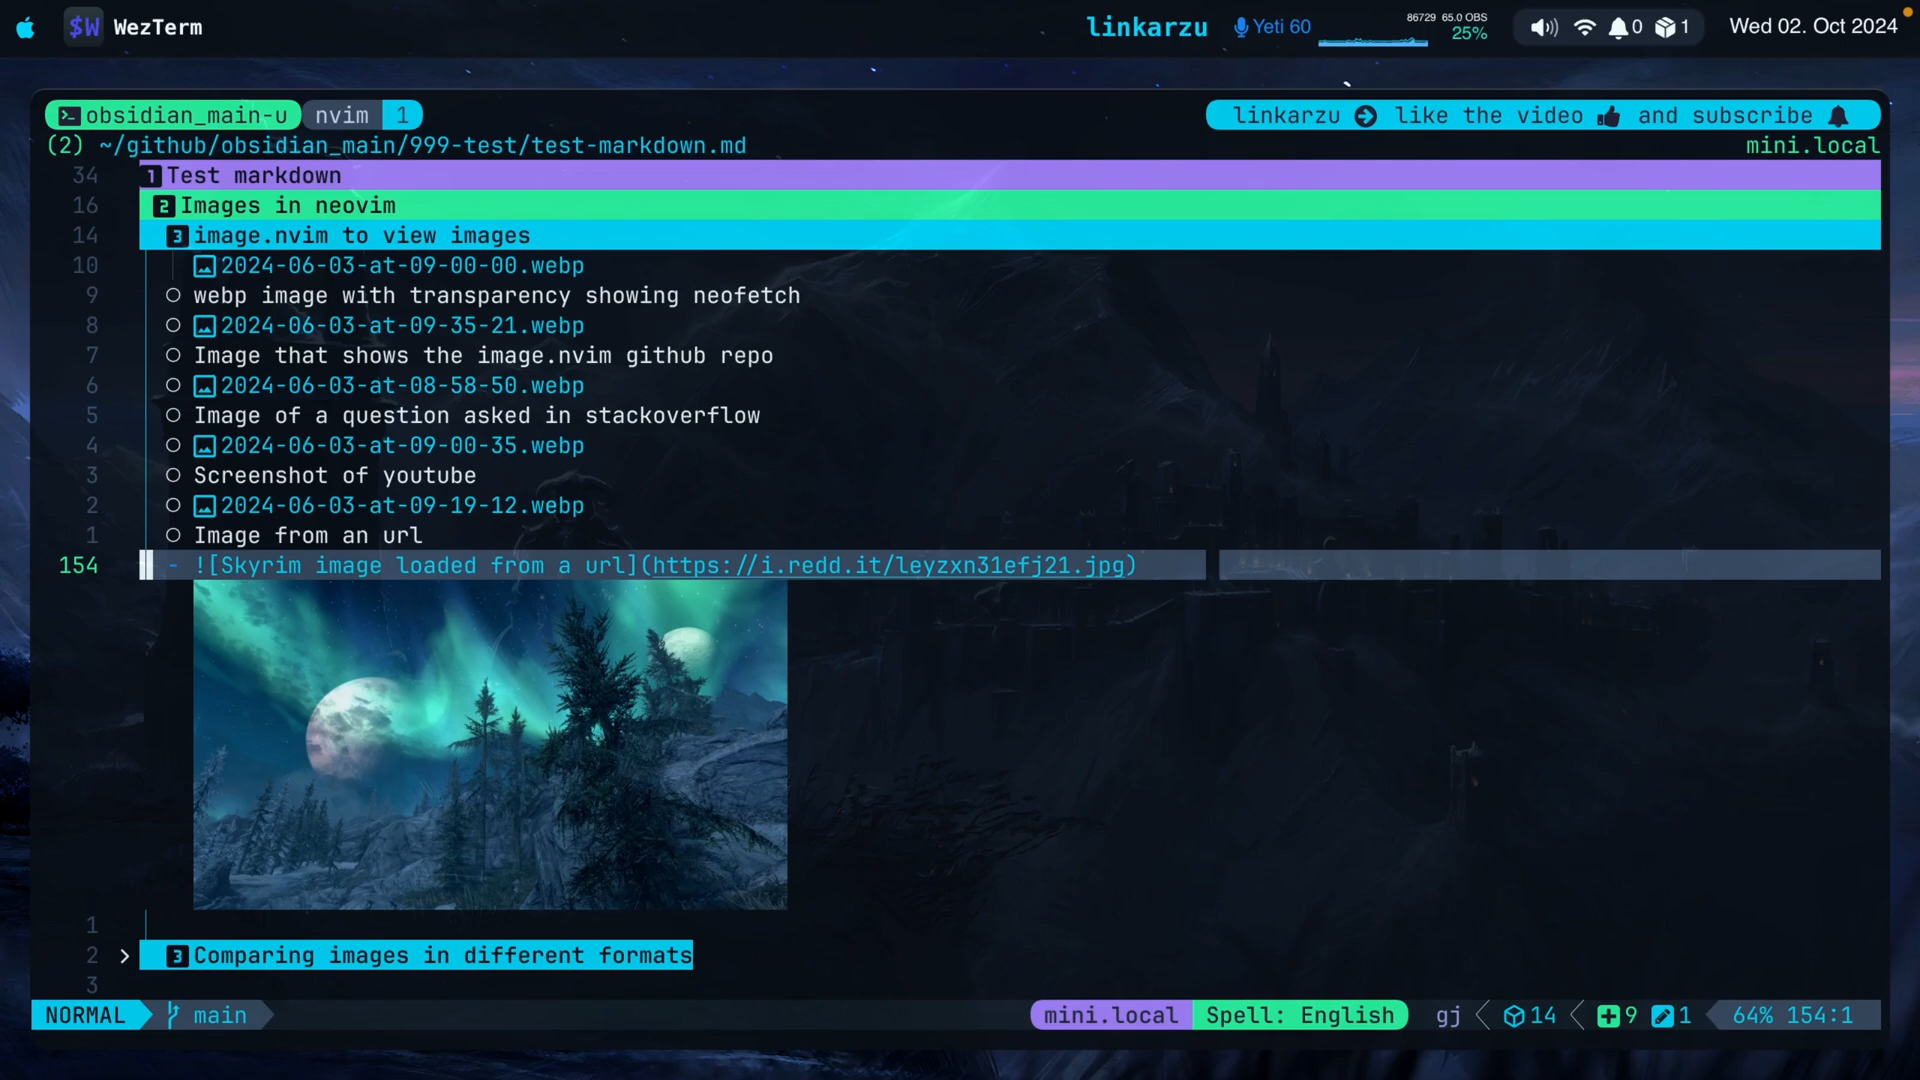 $W WezTerm linkarzu Yeti 60 86729 65.0 OBS 25% 0 1 Wed 02. Oct 2024
obsidian_main-u nvim 1 linkarzu like the video and subscribe
(2) ~/github/obsidian_main/999-test/test-markdown.md mini.local
34 1 Test markdown
16 2 Images in neovim
14 3 image.nvim to view images
10 2024-06-03-at-09-00-00.webp
9 webp image with transparency showing neofetch
8 2024-06-03-at-09-35-21.webp
7 Image that shows the image.nvim github repo
6 2024-06-03-at-08-58-50.webp
5 Image of a question asked in stackoverflow
4 2024-06-03-at-09-00-35.webp
3 Screenshot of youtube
2 2024-06-03-at-09-19-12.webp
1 Image from an url
154 - ![Skyrim image loaded from a url](https://i.redd.it/leyzxn31efj21.jpg)
1
2 > 3 Comparing images in different formats
3
NORMAL main mini.local Spell: English gj 14 9 1 64% 154:1